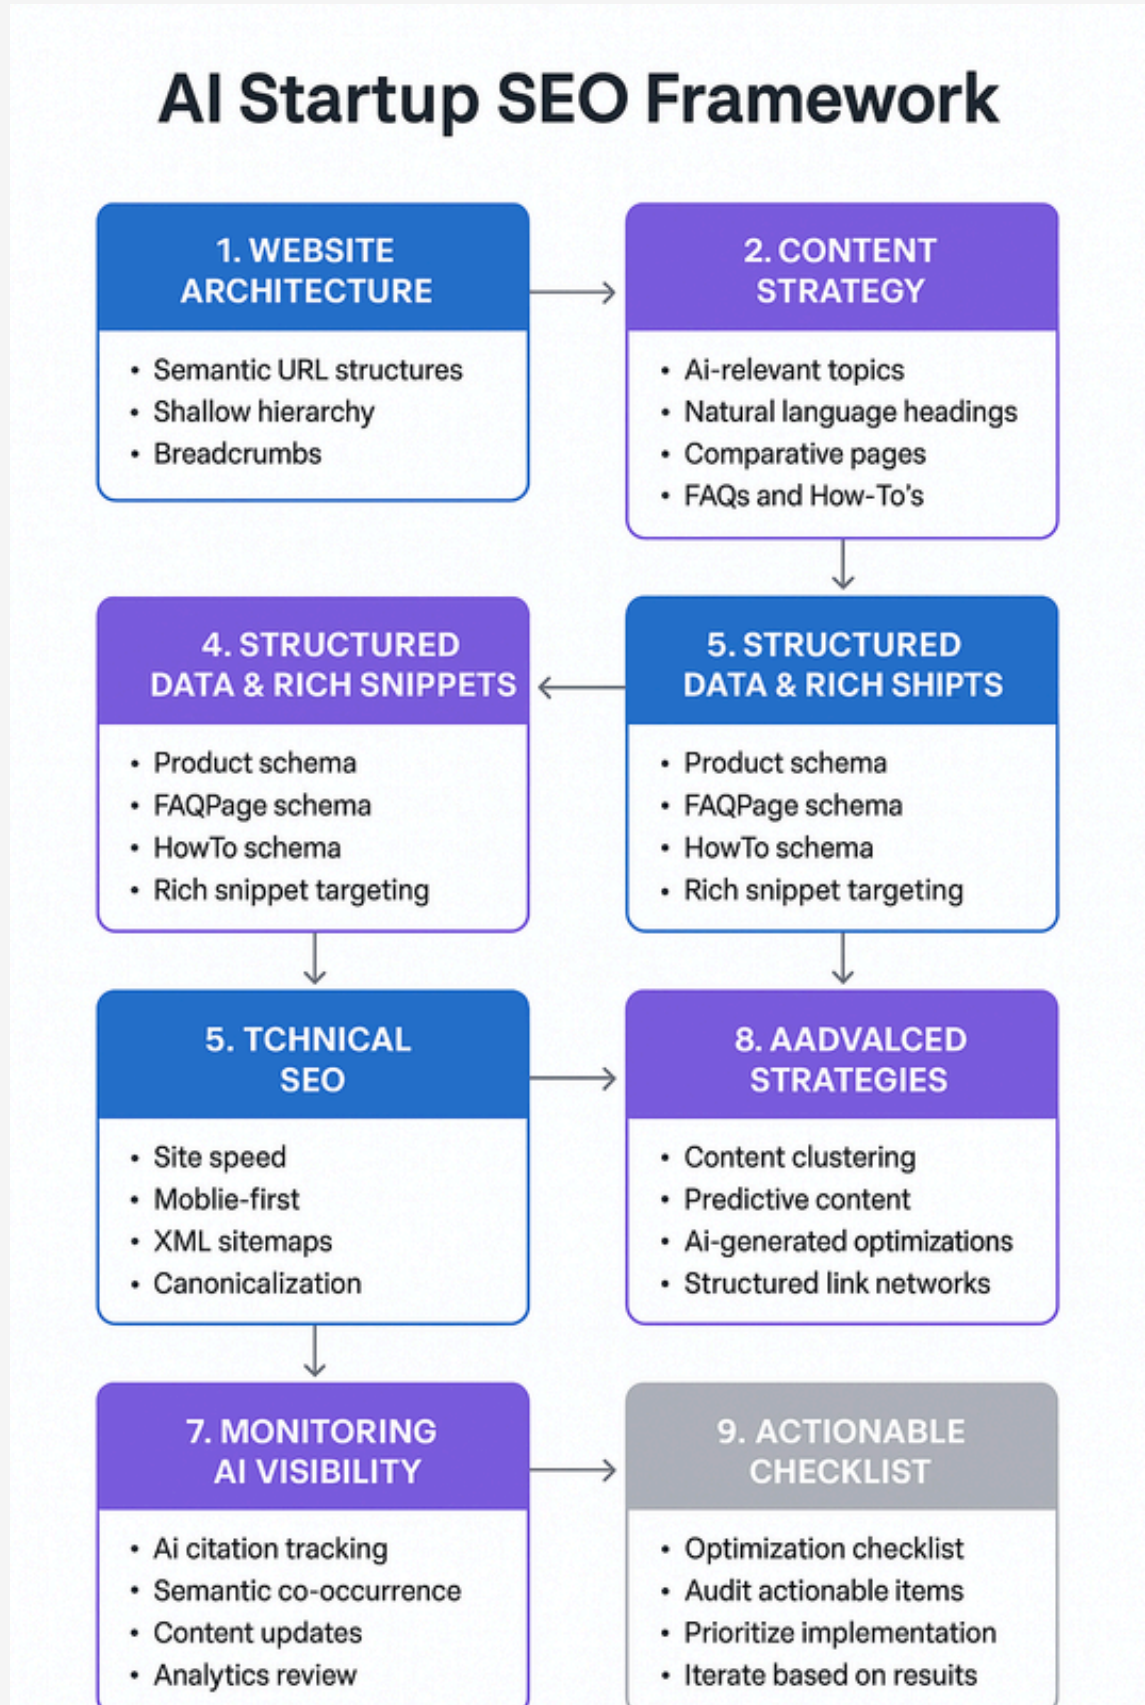 AI Startup SEO Framework
1. WEBSITE
ARCHITECTURE
• Semantic URL structures
• Shallow hierarchy
• Breadcrumbs
2. CONTENT
STRATEGY
• Ai-relevant topics
• Natural language headings
• Comparative pages
• FAQs and How-To's
4. STRUCTURED
DATA & RICH SNIPPETS
• Product schema
• FAQPage schema
• HowTo schema
• Rich snippet targeting
5. STRUCTURED
DATA & RICH SHIPTS
• Product schema
• FAQPage schema
• HowTo schema
• Rich snippet targeting
5. TCHNICAL
SEO
• Site speed
• Moblie-first
• XML sitemaps
• Canonicalization
8. AADVALCED
STRATEGIES
• Content clustering
• Predictive content
• Ai-generated optimizations
• Structured link networks
7. MONITORING
AI VISIBILITY
• Ai citation tracking
• Semantic co-occurrence
• Content updates
• Analytics review
9. ACTIONABLE
CHECKLIST
• Optimization checklist
• Audit actionable items
• Prioritize implementation
• Iterate based on resuits